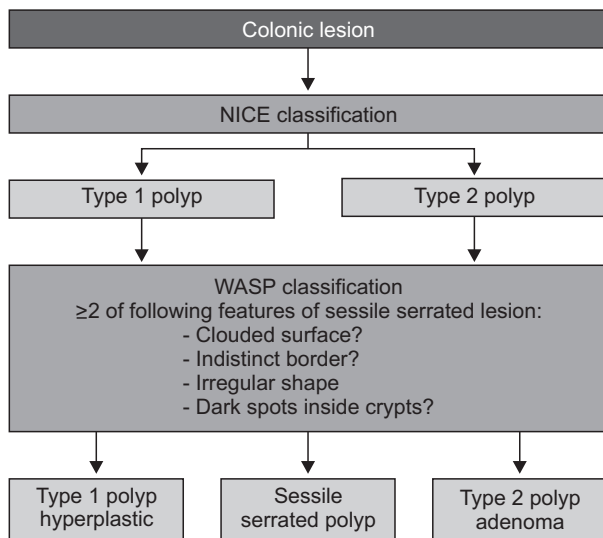 Colonic lesion
NICE classification
Type 1 polyp
Type 2 polyp
WASP classification
≥2 of following features of sessile serrated lesion:
- Clouded surface?
- Indistinct border?
- Irregular shape
- Dark spots inside crypts?
Type 1 polyp
hyperplastic
Sessile
serrated polyp
Type 2 polyp
adenoma